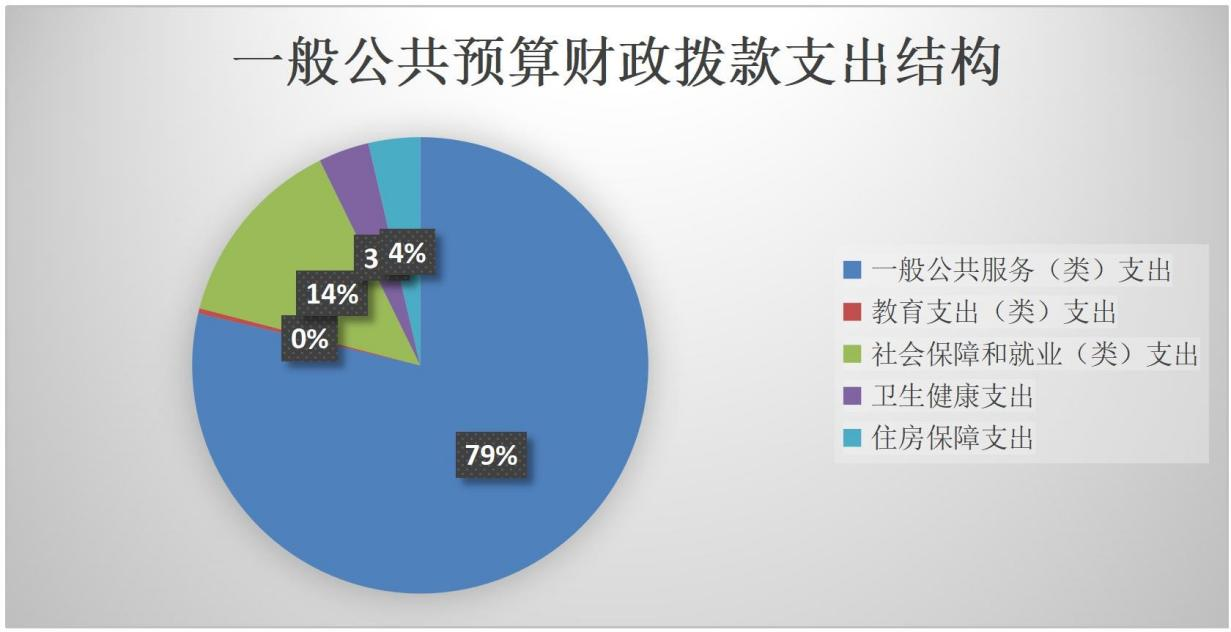 一般公共预算财政拨款支出结构
3
4%
14%
0%
79%
一般公共服务（类）支出
教育支出（类）支出
社会保障和就业（类）支出
卫生健康支出
住房保障支出